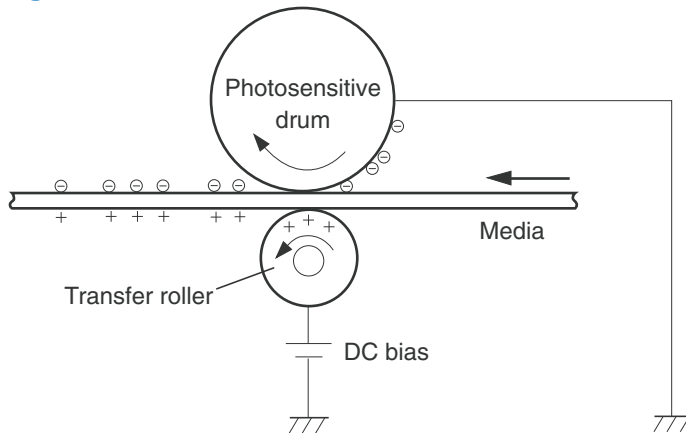 Photosensitive
drum
Media
Transfer roller
DC bias